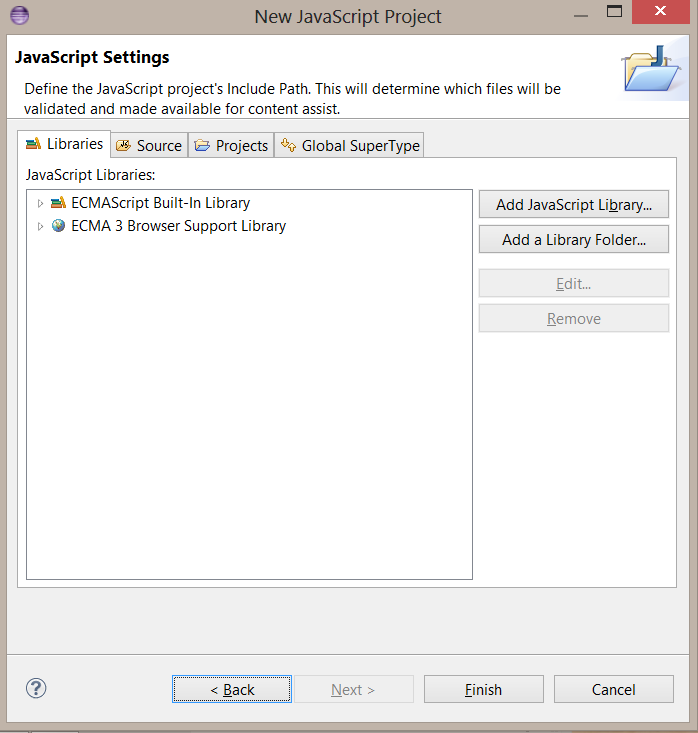 New JavaScript Project
JavaScript Settings
Define the JavaScript project's Include Path. This will determine which files will be
validated and made available for content assist.
Libraries
Source
Projects
Global SuperType
JavaScript Libraries:
ECMAScript Built-In Library
ECMA 3 Browser Support Library
Add JavaScript Library...
Add a Library Folder...
Edit...
Remove
?
< Back
Next >
Finish
Cancel